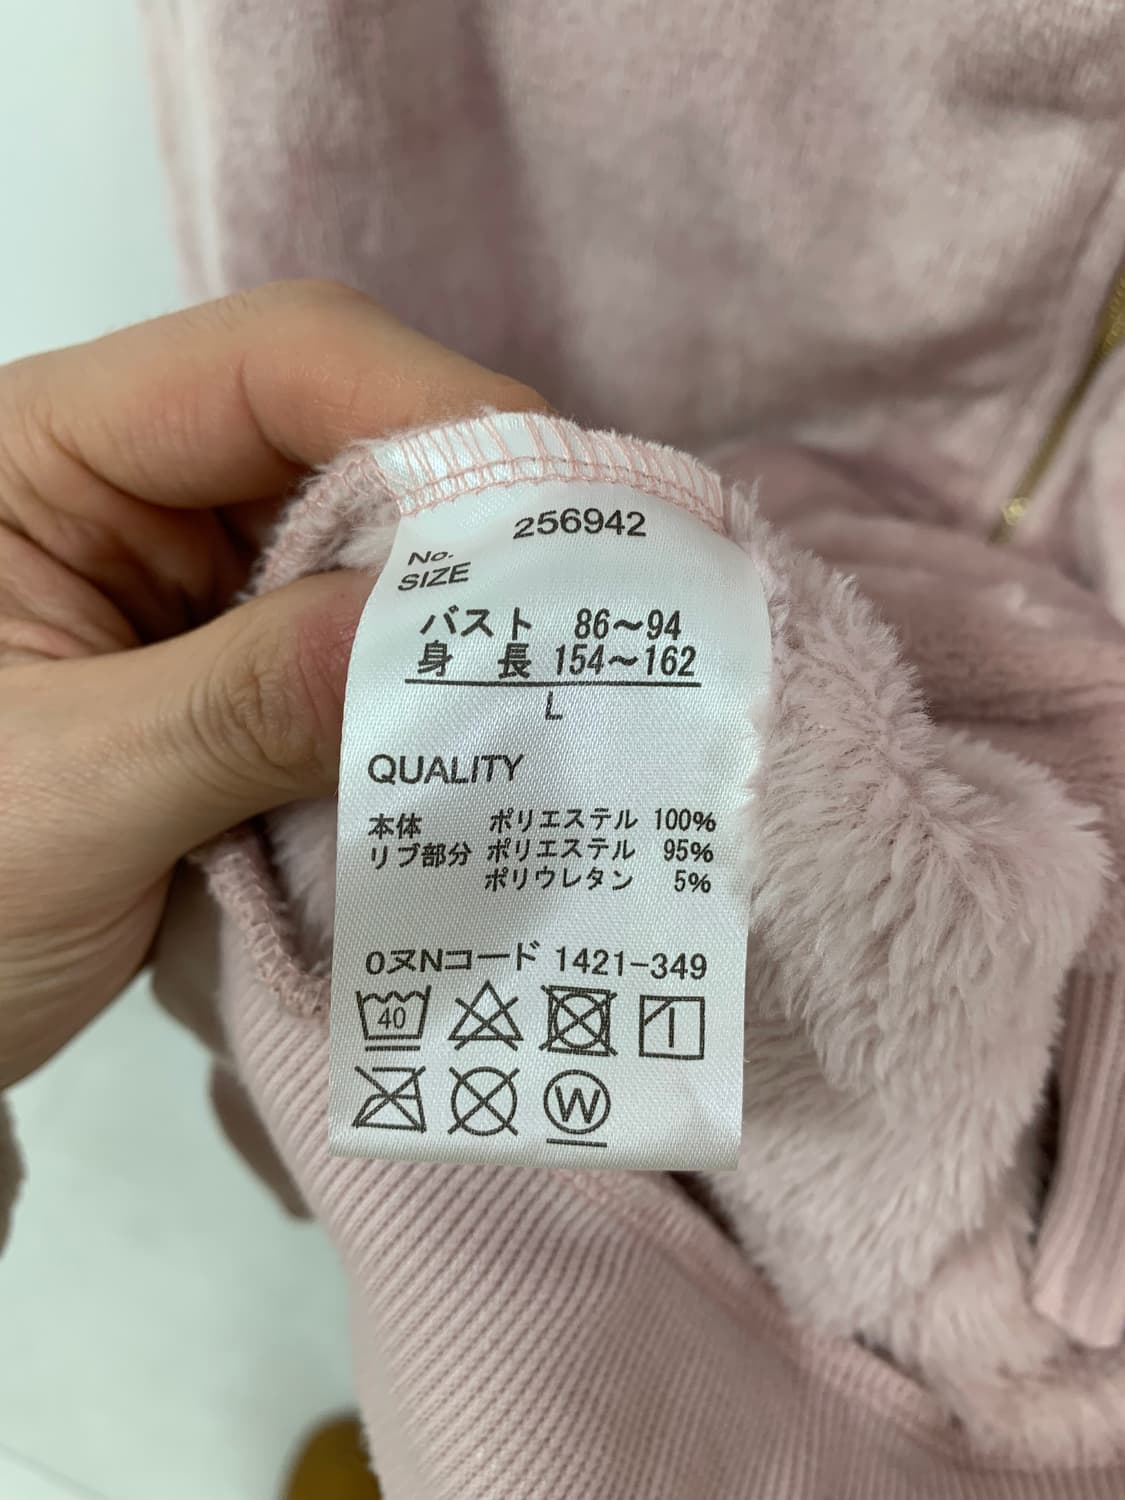 256942
No.
SIZE
バスト 86～94
身 長 154～162
L
QUALITY
本体 ポリエステル 100%
リブ部分 ポリエステル 95%
ポリウレタン 5%
OヌNコード 1421-349
40
W